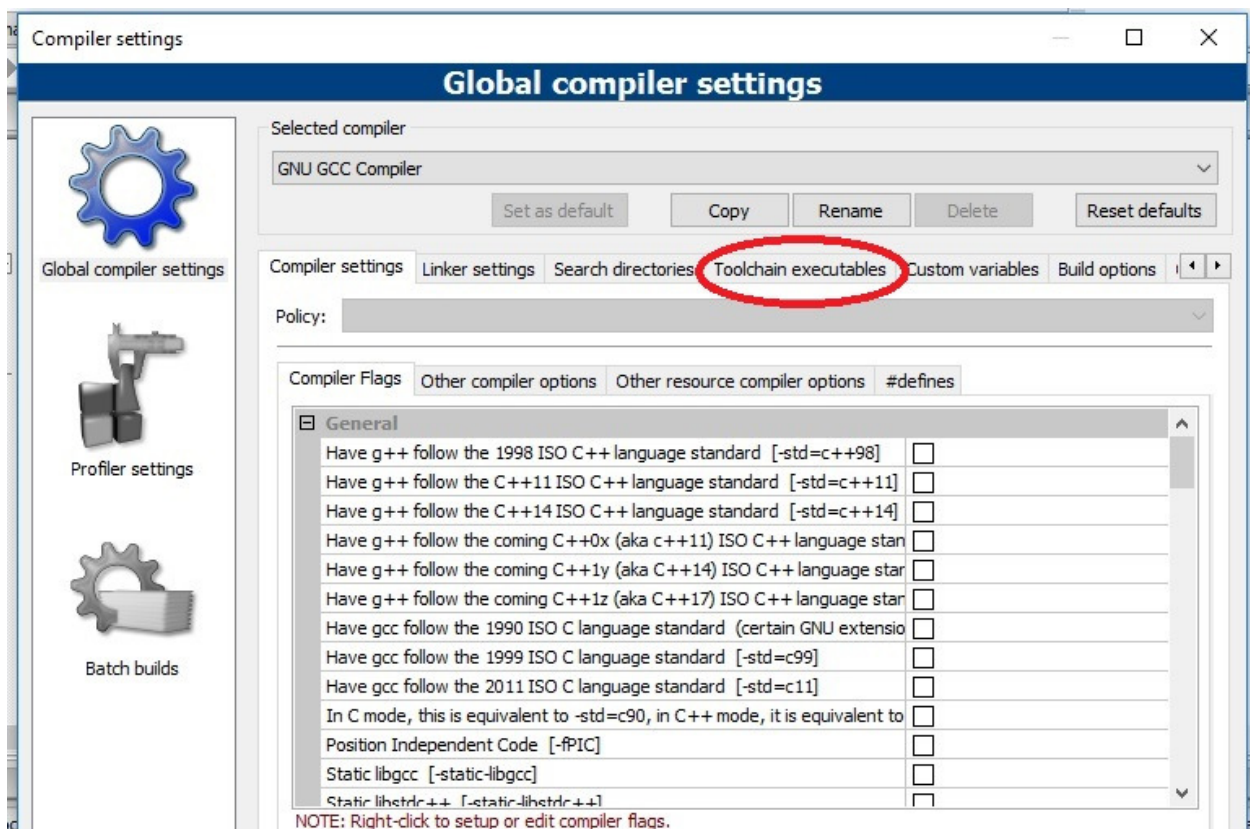 Compiler settings
Global compiler settings
Selected compiler
GNU GCC Compiler
Set as default Copy Rename Delete Reset defaults
Global compiler settings
Profiler settings
Batch builds
Compiler settings Linker settings Search directories Toolchain executables Custom variables Build options
Policy:
Compiler Flags Other compiler options Other resource compiler options #defines
General
Have g++ follow the 1998 ISO C++ language standard [-std=c++98]
Have g++ follow the C++11 ISO C++ language standard [-std=c++11]
Have g++ follow the C++14 ISO C++ language standard [-std=c++14]
Have g++ follow the coming C++0x (aka c++11) ISO C++ language stan
Have g++ follow the coming C++1y (aka C++14) ISO C++ language star
Have g++ follow the coming C++1z (aka C++17) ISO C++ language stan
Have gcc follow the 1990 ISO C language standard (certain GNU extensio
Have gcc follow the 1999 ISO C language standard [-std=c99]
Have gcc follow the 2011 ISO C language standard [-std=c11]
In C mode, this is equivalent to -std=c90, in C++ mode, it is equivalent to
Position Independent Code [-fPIC]
Static libgcc [-static-libgcc]
Static libstdc++ [-static-libstdc++]
NOTE: Right-click to setup or edit compiler flags.